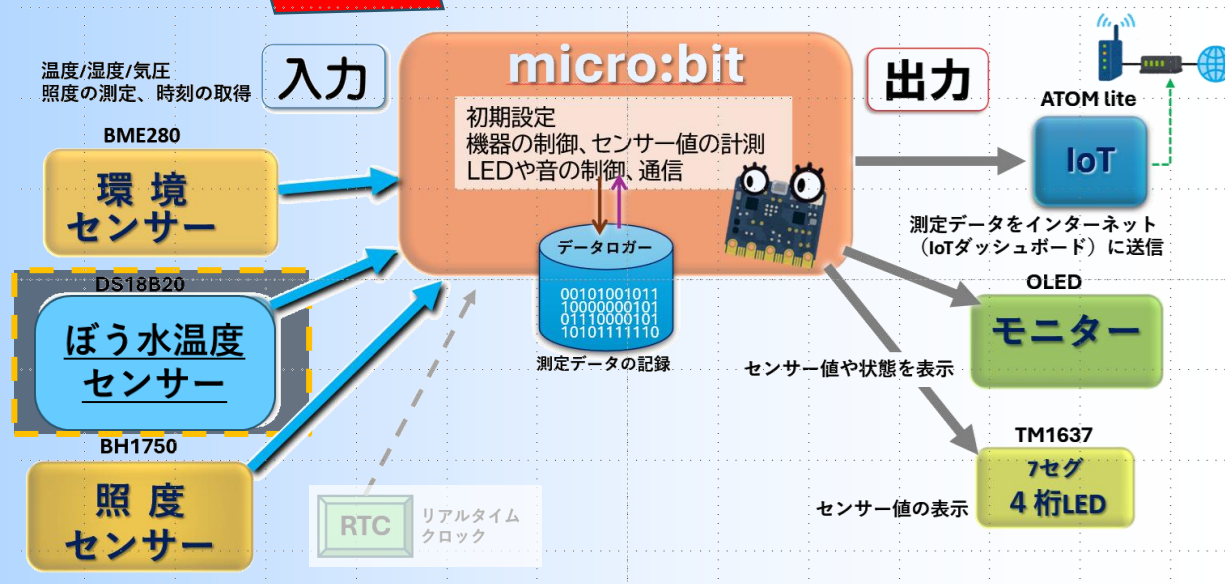 温度/湿度/気圧
照度の測定、時刻の取得
入力
BME280
環 境
センサー
DS18B20
ぼう水温度
センサー
BH1750
照 度
センサー
RTC
リアルタイム
クロック
micro:bit
初期設定
機器の制御、センサー値の計測
LEDや音の制御、通信
データロガー
00101001011
10000000101
01110000101
10101111110
測定データの記録
出力
ATOM lite
IoT
測定データをインターネット
（IoTダッシュボード）に送信
OLED
モニター
センサー値や状態を表示
TM1637
7セグ
４桁LED
センサー値の表示